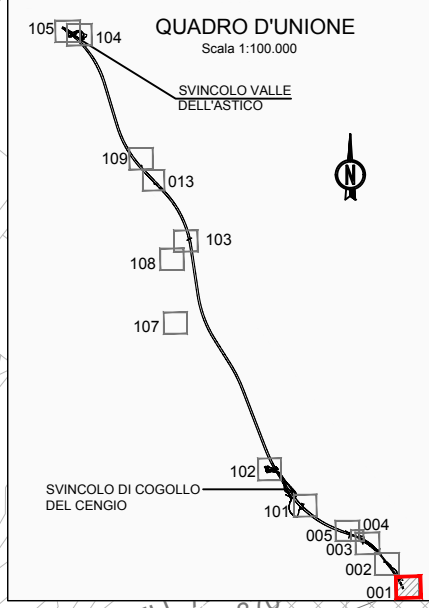 QUADRO D'UNIONE
Scala 1:100.000
105
104
SVINCOLO VALLE
DELL'ASTICO
N
109
013
103
108
107
102
SVINCOLO DI COGOLLO
DEL CENGIO
101
004
005
003
002
001